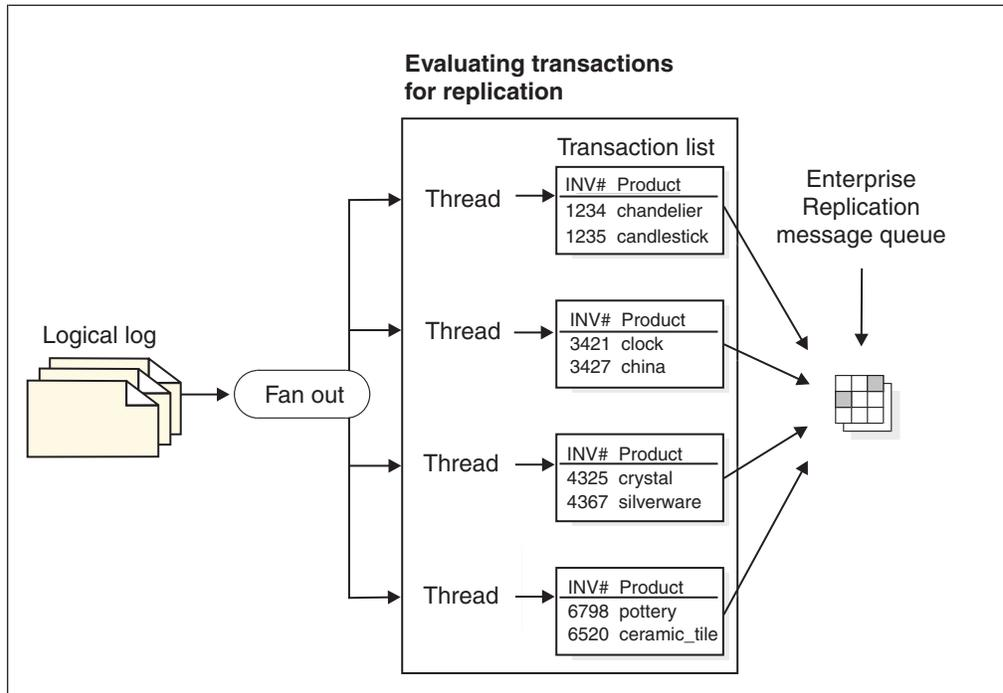 Evaluating transactions
for replication
Transaction list
Thread
INV# Product
1234 chandelier
1235 candlestick
Enterprise
Replication
message queue
Thread
INV# Product
3421 clock
3427 china
Logical log
Fan out
Thread
INV# Product
4325 crystal
4367 silverware
Thread
INV# Product
6798 pottery
6520 ceramic_tile